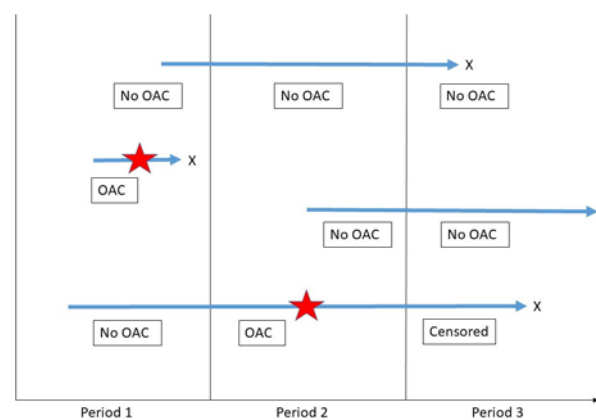 X
No OAC No OAC No OAC
X
OAC
No OAC No OAC
X
No OAC OAC Censored
Period 1 Period 2 Period 3